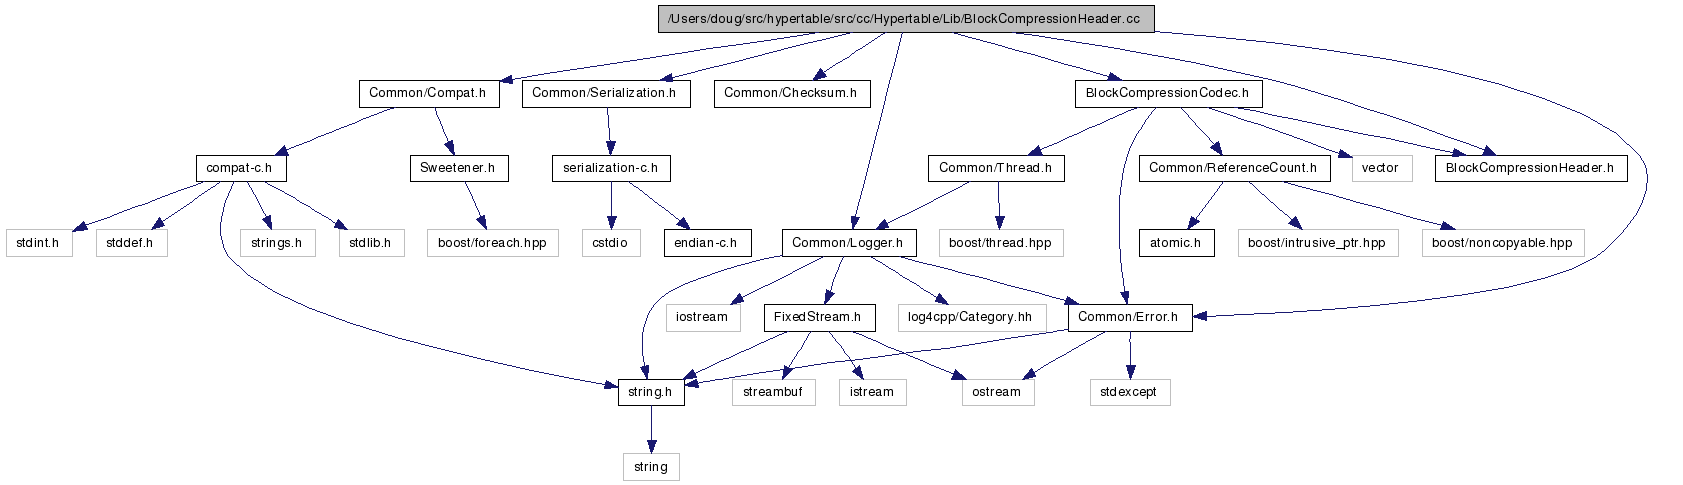 /Users/doug/src/hypertable/src/cc/Hypertable/Lib/BlockCompressionHeader.cc
Common/Compat.h
Common/Serialization.h
Common/Checksum.h
BlockCompressionCodec.h
compat-c.h
Sweetener.h
serialization-c.h
Common/Thread.h
Common/ReferenceCount.h
vector
BlockCompressionHeader.h
stdint.h
stddef.h
strings.h
stdlib.h
boost/foreach.hpp
cstdio
endian-c.h
Common/Logger.h
boost/thread.hpp
atomic.h
boost/intrusive_ptr.hpp
boost/noncopyable.hpp
iostream
FixedStream.h
log4cpp/Category.hh
Common/Error.h
string.h
streambuf
istream
ostream
stdexcept
string